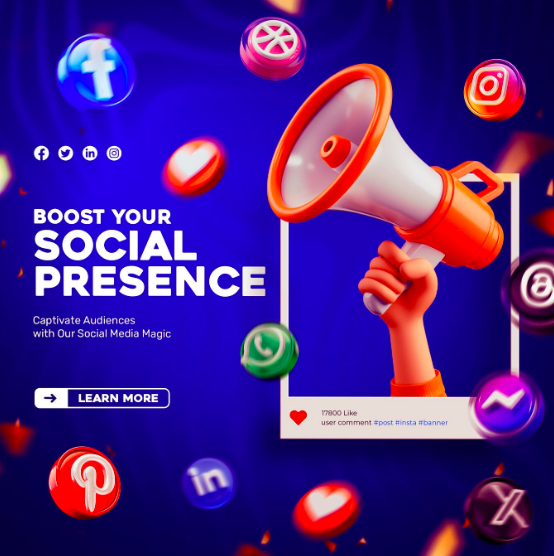 BOOST YOUR
SOCIAL
PRESENCE
Captivate Audiences
with Our Social Media Magic
LEARN MORE
17800 Like
user comment #post #insta #banner